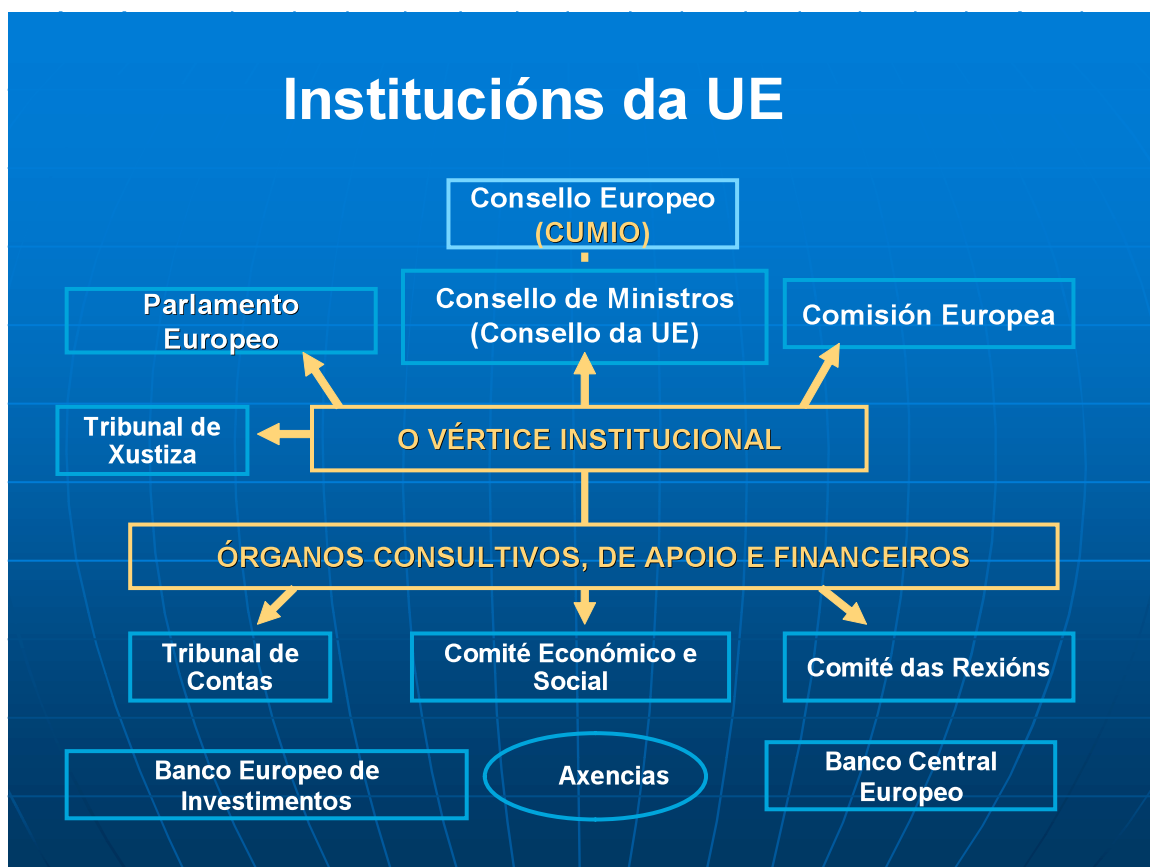 Institucións da UE
Consello Europeo
(CUMIO)
Parlamento
Europeo
Consello de Ministros
(Consello da UE)
Comisión Europea
Tribunal de
Xustiza
O VÉRTICE INSTITUCIONAL
ÓRGANOS CONSULTIVOS, DE APOIO E FINANCEIROS
Tribunal de
Contas
Comité Económico e
Social
Comité das Rexións
Banco Europeo de
Investimentos
Axencias
Banco Central
Europeo